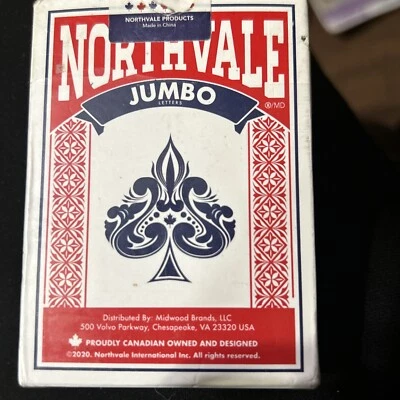 NORTHVALE PRODUCTS
Made in China
NORTHVALE
®/MD
JUMBO
LETTERS
Distributed By: Midwood Brands, LLC
500 Volvo Parkway, Chesapeake, VA 23320 USA
PROUDLY CANADIAN OWNED AND DESIGNED
©2020. Northvale International Inc. All rights reserved.